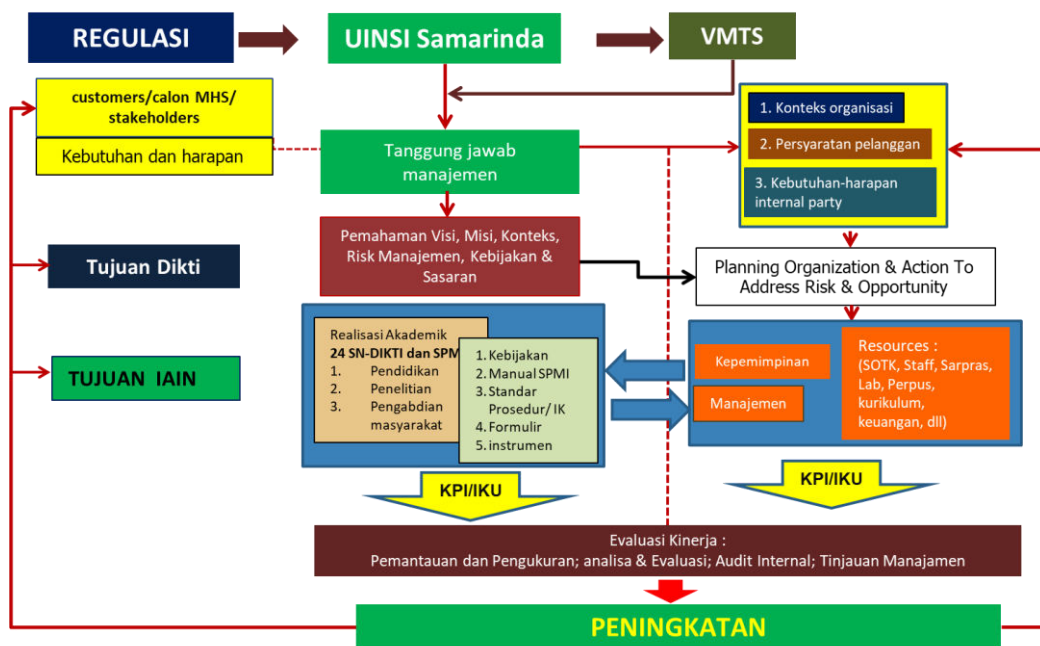 REGULASI
UINSI Samarinda
VMTS
customers/calon MHS/
stakeholders
Kebutuhan dan harapan
Tanggung jawab
manajemen
1. Konteks organisasi
2. Persyaratan pelanggan
3. Kebutuhan-harapan
internal party
Pemahaman Visi, Misi, Konteks,
Risk Manajemen, Kebijakan &
Sasaran
Tujuan Dikti
Planning Organization & Action To
Address Risk & Opportunity
TUJUAN IAIN
Realisasi Akademik
24 SN-DIKTI dan SPM
1. Pendidikan
2. Penelitian
3. Pengabdian
masyarakat
1. Kebijakan
2. Manual SPMI
3. Standar
Prosedur/ IK
4. Formulir
5. instrumen
Kepemimpinan
Manajemen
Resources :
(SOTK, Staff, Sarpras,
Lab, Perpus,
kurikulum,
keuangan, dll)
KPI/IKU
KPI/IKU
Evaluasi Kinerja :
Pemantauan dan Pengukuran; analisa & Evaluasi; Audit Internal; Tinjauan Manajamen
PENINGKATAN